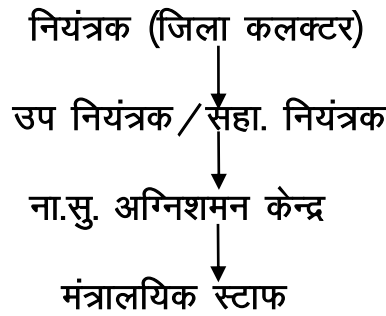 नियंत्रक (जिला कलक्टर)
उप नियंत्रक/सहा. नियंत्रक
ना.सु. अग्निशमन केन्द्र
मंत्रालयिक स्टाफ